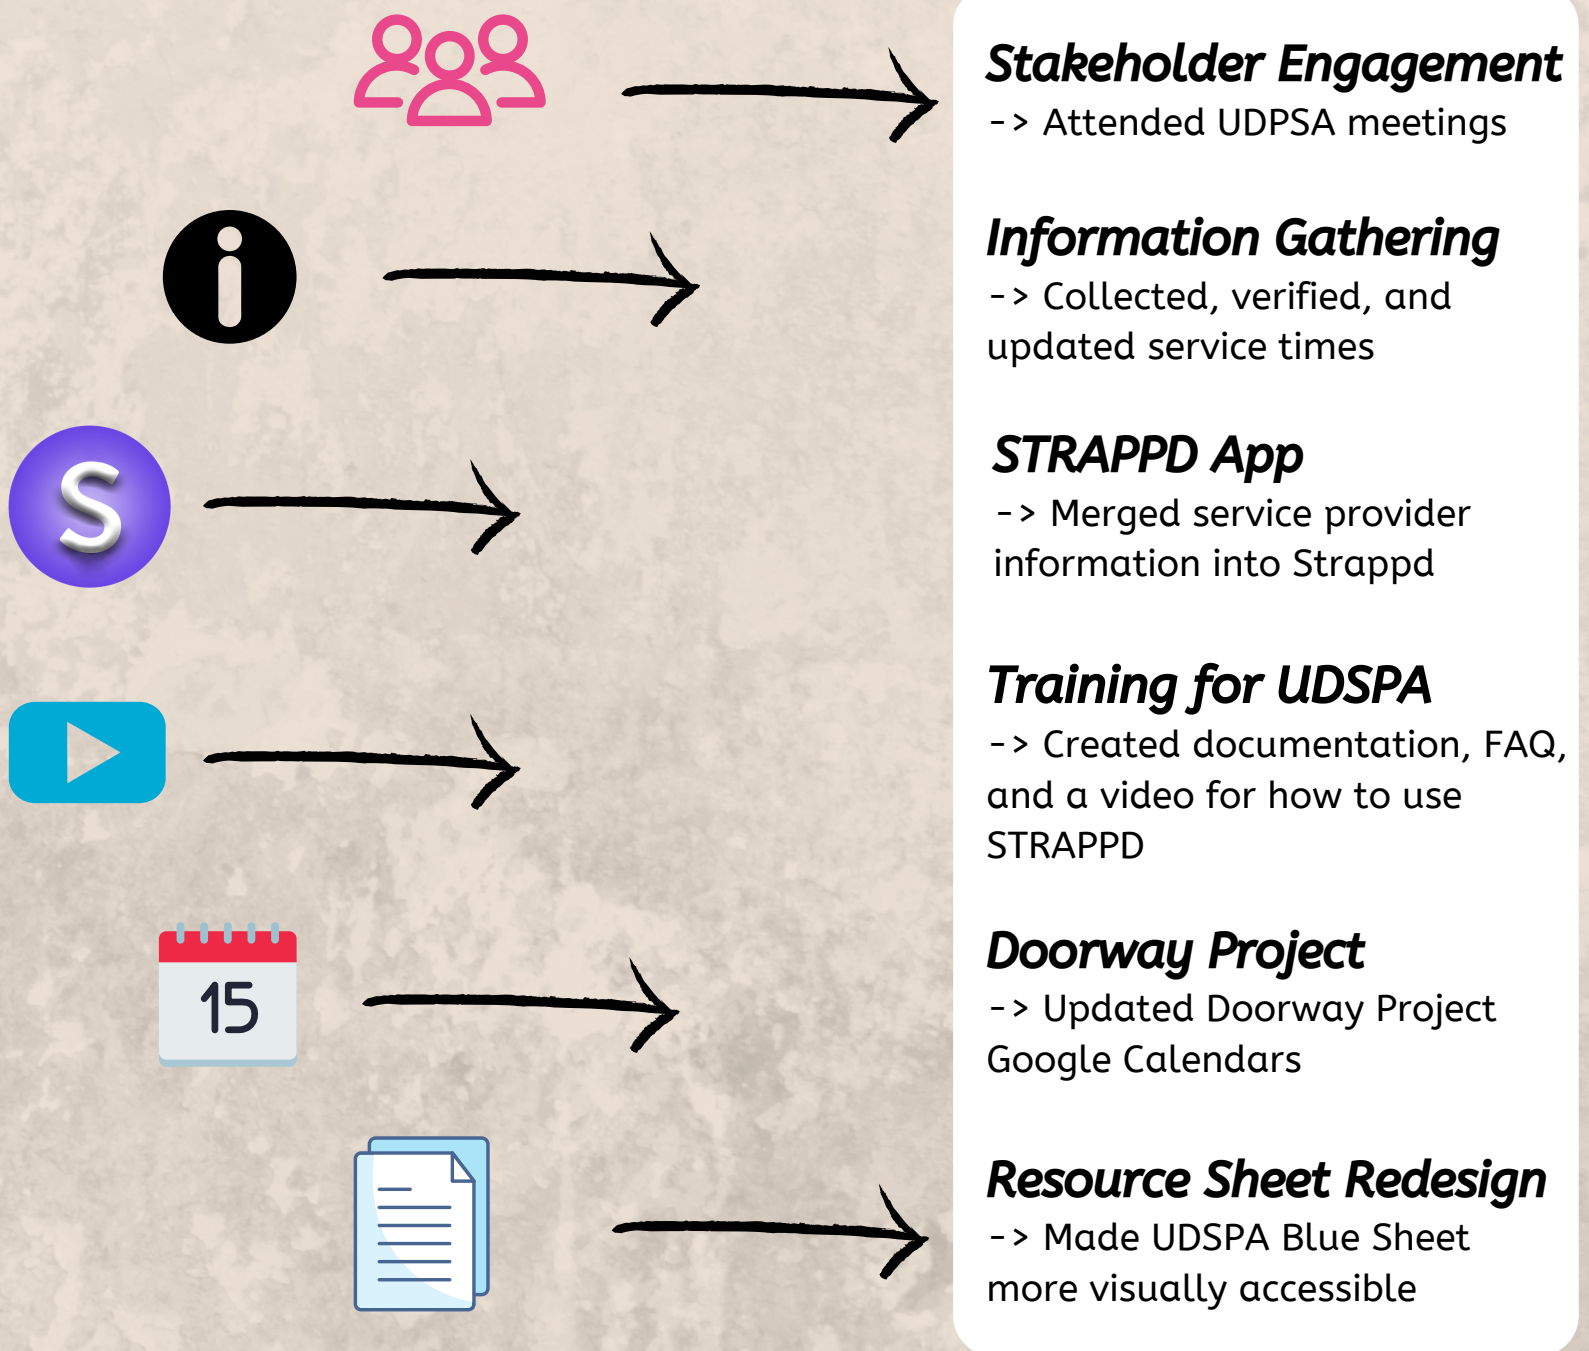 Stakeholder Engagement
-> Attended UDPSA meetings
Information Gathering
-> Collected, verified, and
updated service times
S
STRAPPD App
-> Merged service provider
information into Strappd
Training for UDSPA
-> Created documentation, FAQ,
and a video for how to use
STRAPPD
15
Doorway Project
-> Updated Doorway Project
Google Calendars
Resource Sheet Redesign
-> Made UDSPA Blue Sheet
more visually accessible